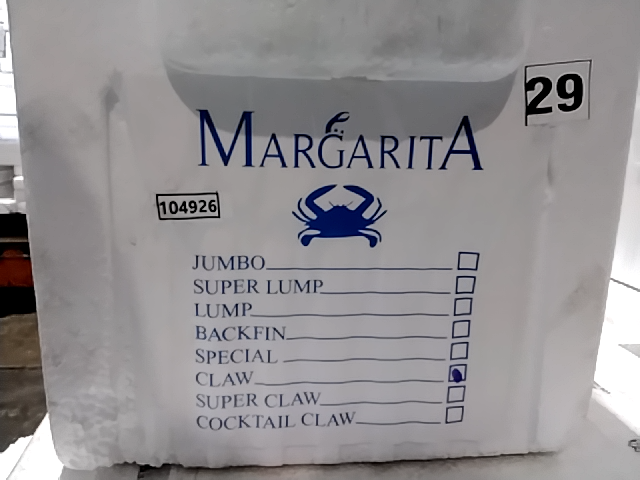 29
MARGARITA
104926
JUMBO
SUPER LUMP
LUMP
BACKFIN
SPECIAL
CLAW
SUPER CLAW
COCKTAIL CLAW